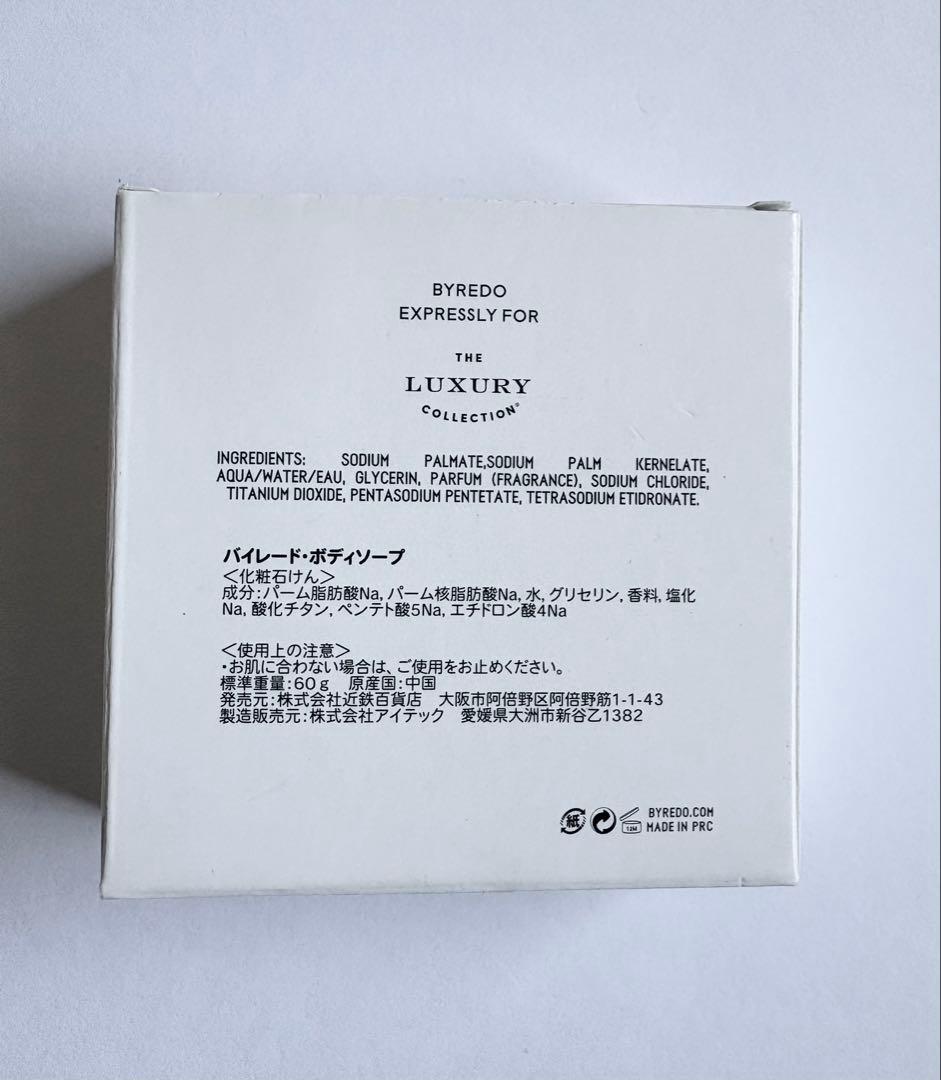 BYREDO
EXPRESSLY FOR
THE
LUXURY
COLLECTION®
INGREDIENTS: SODIUM PALMATE,SODIUM PALM KERNELATE,
AQUA/WATER/EAU, GLYCERIN, PARFUM (FRAGRANCE), SODIUM CHLORIDE,
TITANIUM DIOXIDE, PENTASODIUM PENTETATE, TETRASODIUM ETIDRONATE.
バイレード・ボディソープ
＜化粧石けん＞
成分:パーム脂肪酸Na, パーム核脂肪酸Na, 水, グリセリン, 香料, 塩化
Na, 酸化チタン, ペンテト酸5Na, エチドロン酸4Na
＜使用上の注意＞
・お肌に合わない場合は、ご使用をお止めください。
標準重量:60g 原産国:中国
発売元:株式会社近鉄百貨店 大阪市阿倍野区阿倍野筋1-1-43
製造販売元:株式会社アイテック 愛媛県大洲市新谷乙1382
紙
12M
BYREDO.COM
MADE IN PRC